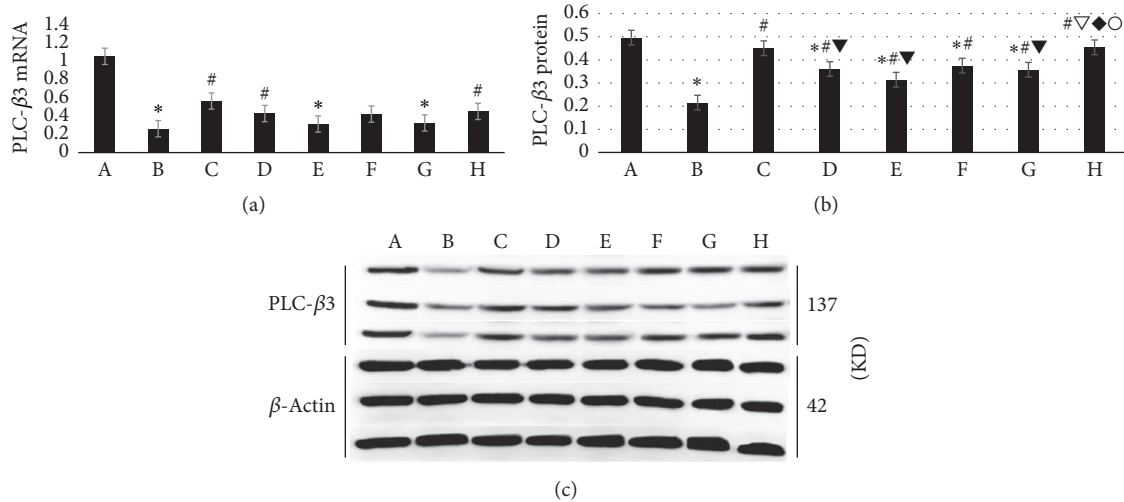 PLC-β3 mRNA
1.4
1.2
1
0.8
0.6
0.4
0.2
0
*
#
#
*
*
#
A B C D E F G H
(a)
PLC-β3 protein
0.6
0.5
0.4
0.3
0.2
0.1
0
*
#
*#▼
*#▼
*#
*#▼
#▽◆○
A B C D E F G H
(b)
A B C D E F G H
PLC-β3
137
β-Actin
42
(KD)
(c)